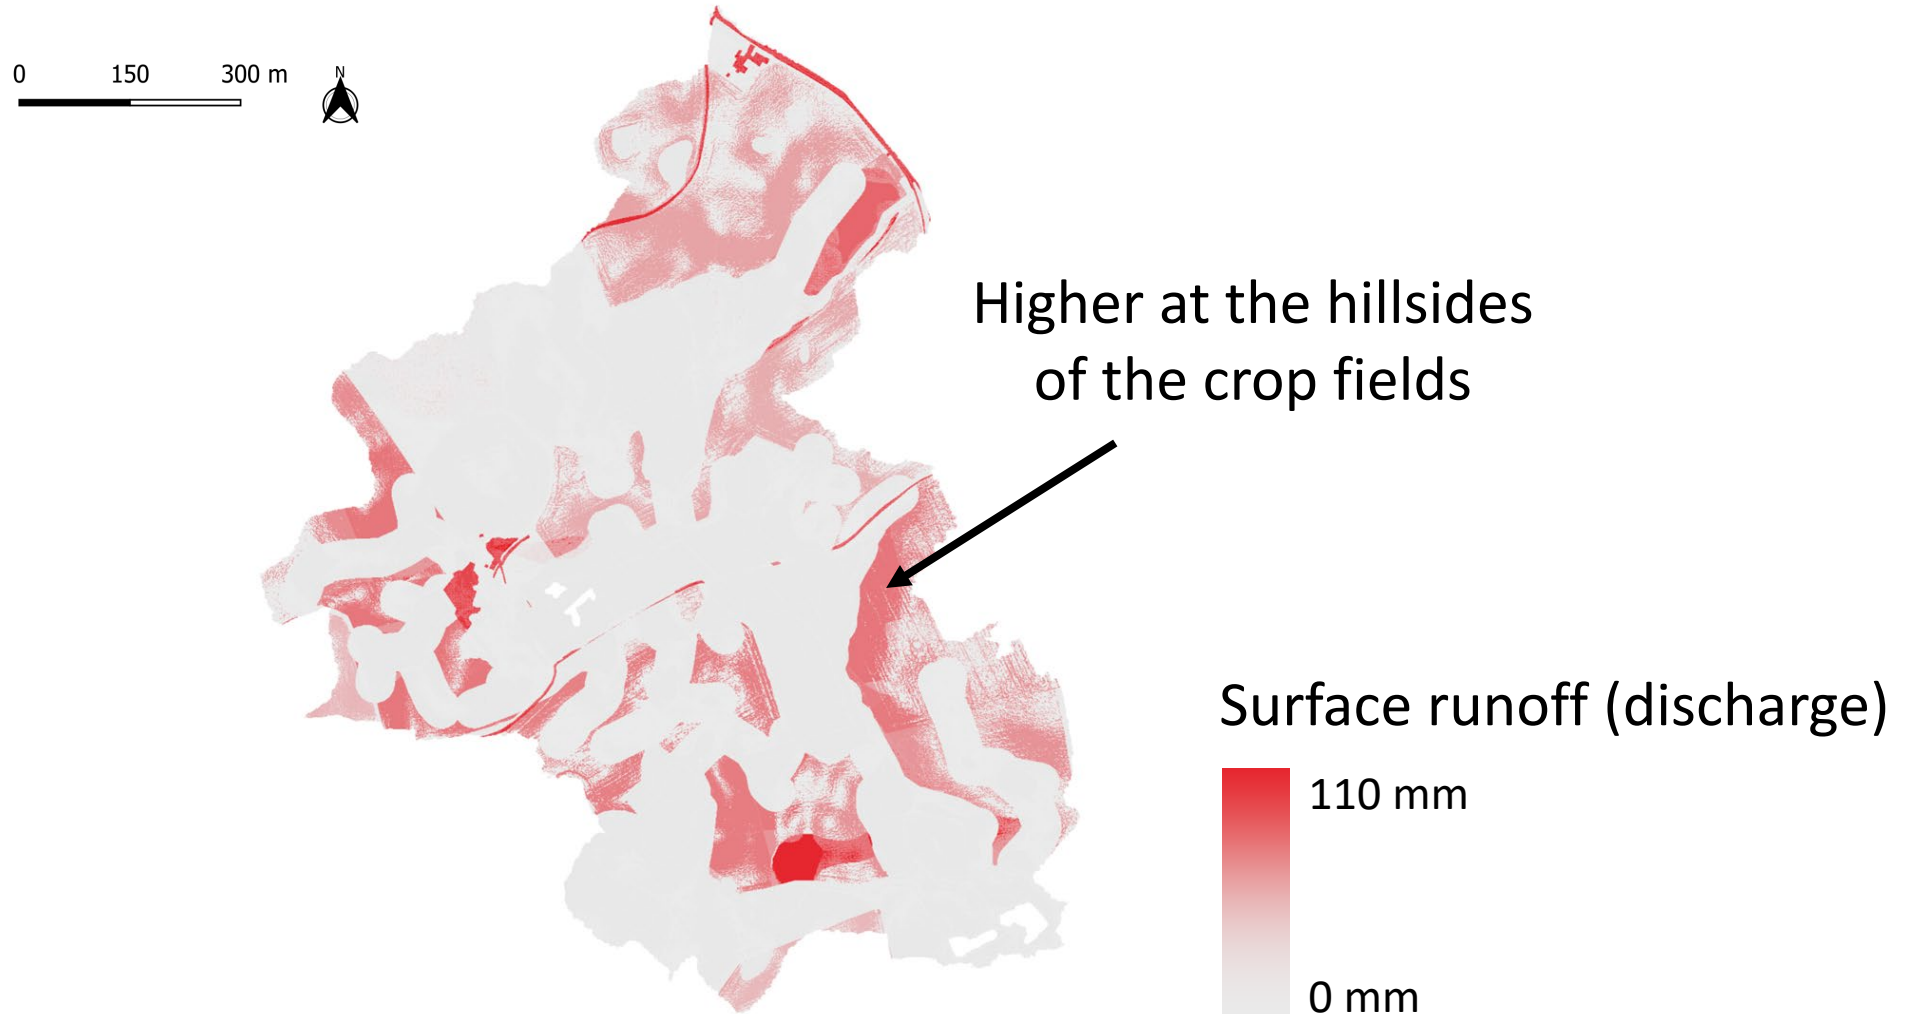 0 150 300 m
N
Higher at the hillsides
of the crop fields
Surface runoff (discharge)
110 mm
0 mm